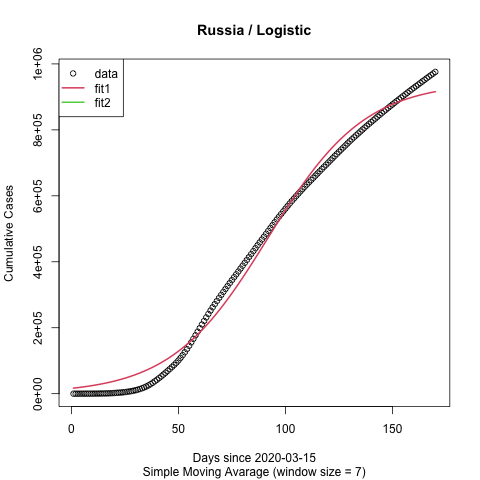 Russia / Logistic
data
fit1
fit2
Cumulative Cases
0e+00
2e+05
4e+05
6e+05
8e+05
1e+06
0
50
100
150
Days since 2020-03-15
Simple Moving Avarage (window size = 7)